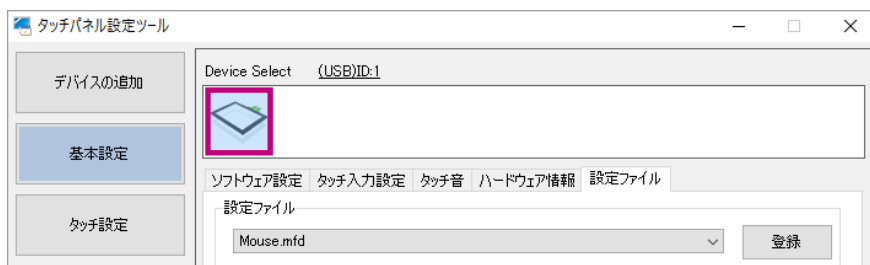 タッチパネル設定ツール
デバイスの追加
基本設定
タッチ設定
Device Select (USB)ID:1
ソフトウェア設定 タッチ入力設定 タッチ音 ハードウェア情報 設定ファイル
設定ファイル
Mouse.mfd
登録